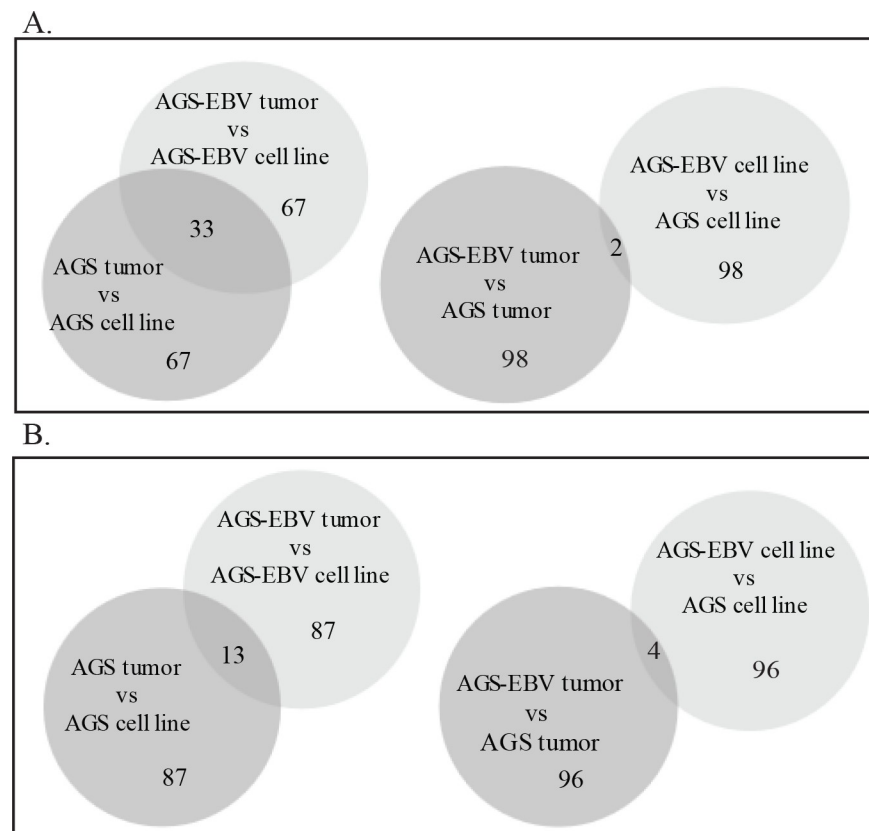 A.
AGS-EBV tumor
vs
AGS-EBV cell line
67
33
AGS tumor
vs
AGS cell line
67
AGS-EBV cell line
vs
AGS cell line
98
2
AGS-EBV tumor
vs
AGS tumor
98
B.
AGS-EBV tumor
vs
AGS-EBV cell line
87
13
AGS tumor
vs
AGS cell line
87
AGS-EBV cell line
vs
AGS cell line
96
4
AGS-EBV tumor
vs
AGS tumor
96